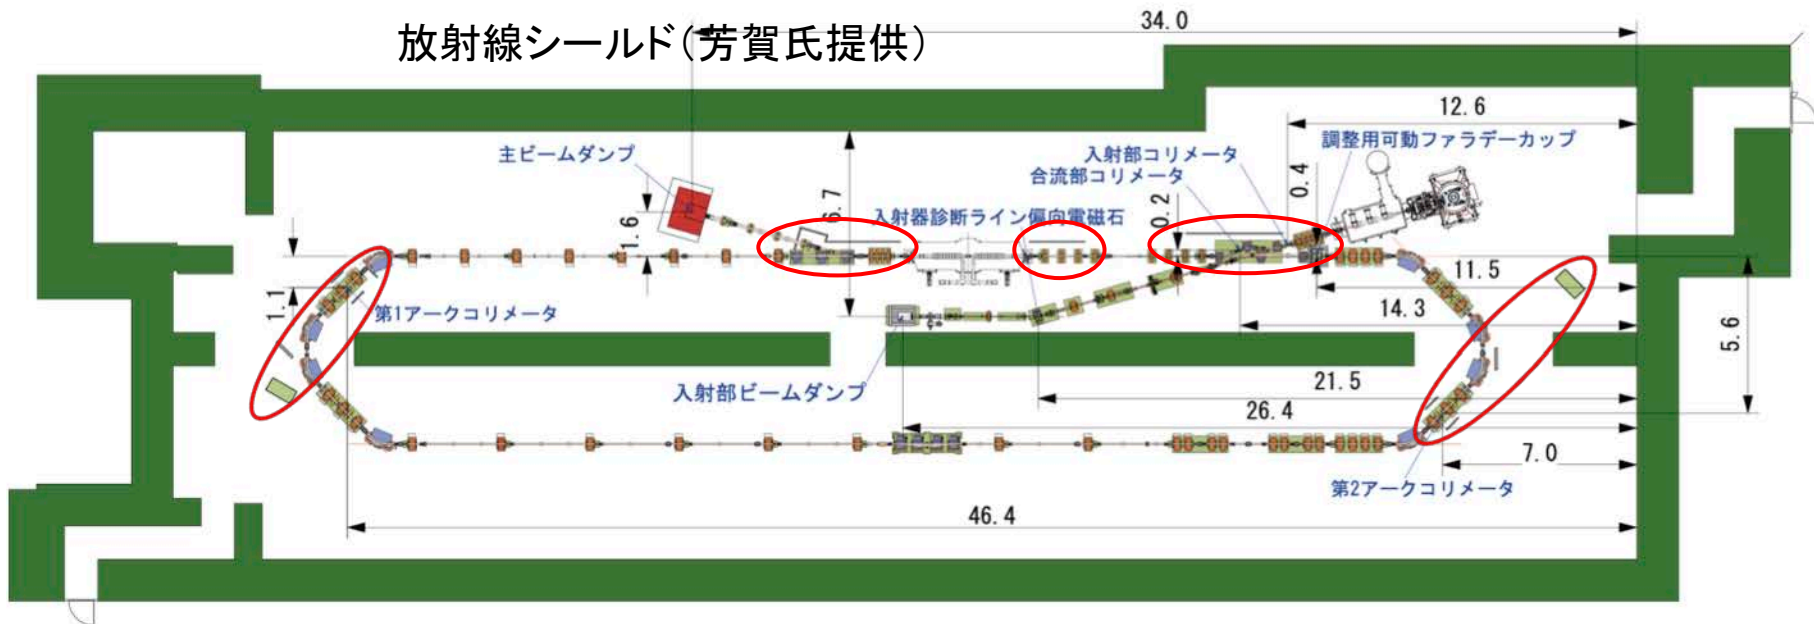 放射線シールド(芳賀氏提供)
34.0
12.6
主ビームダンプ
入射部コリメータ
調整用可動ファラデーカップ
合流部コリメータ
0.4
6.7
0.2
入射器診断ライン偏向電磁石
1.6
1.1
第1アークコリメータ
11.5
14.3
5.6
入射部ビームダンプ
21.5
26.4
7.0
第2アークコリメータ
46.4